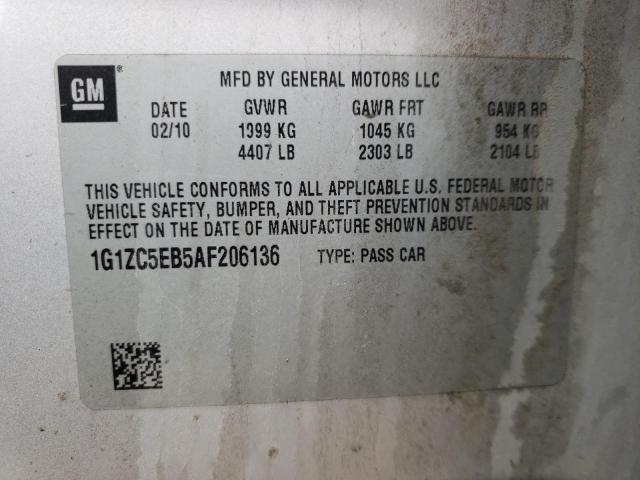 GM® MFD BY GENERAL MOTORS LLC
DATE GVWR GAWR FRT GAWR RR
02/10 1999 KG 1045 KG 954 KG
4407 LB 2303 LB 2104 LB
THIS VEHICLE CONFORMS TO ALL APPLICABLE U.S. FEDERAL MOTOR
VEHICLE SAFETY, BUMPER, AND THEFT PREVENTION STANDARDS IN
EFFECT ON THE DATE OF MANUFACTURE SHOWN ABOVE.
1G1ZC5EB5AF206136 TYPE: PASS CAR